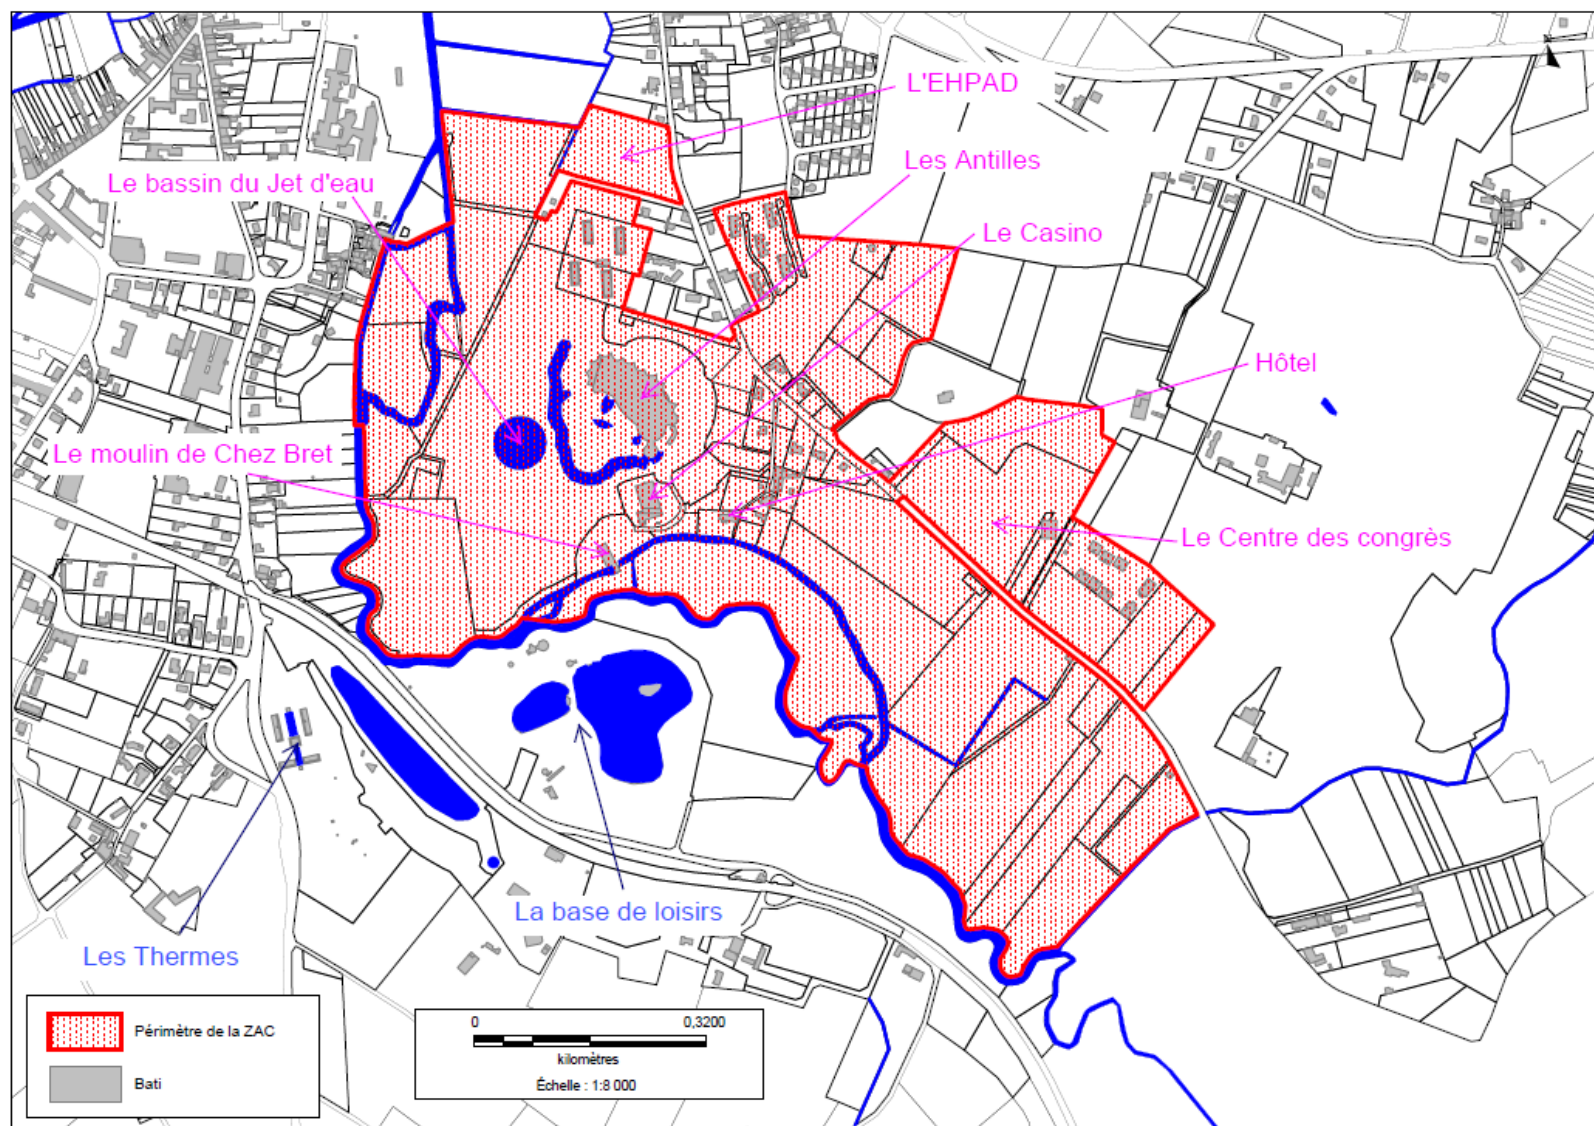 L'EHPAD
Les Antilles
Le bassin du Jet d'eau
Le Casino
Hôtel
Le moulin de Chez Bret
Le Centre des congrès
La base de loisirs
Les Thermes
Périmètre de la ZAC
Bati
0 0,3200
kilomètres
Échelle : 1:8 000